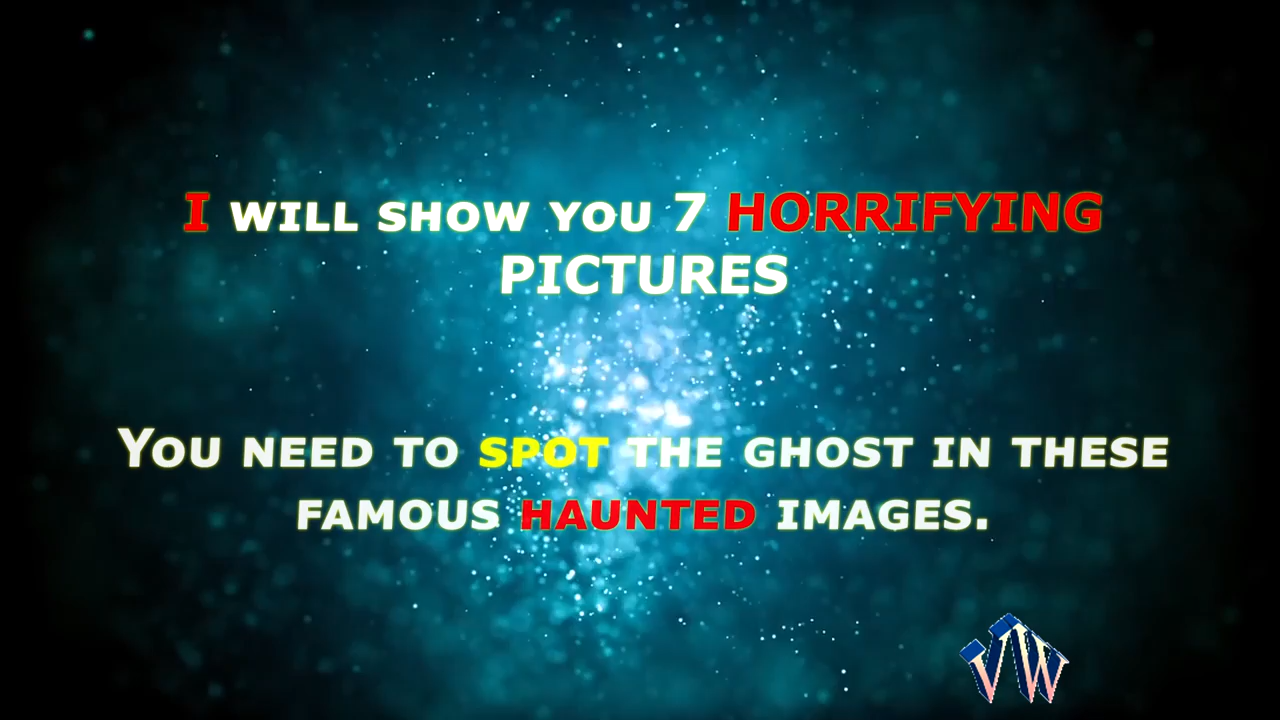 I WILL SHOW YOU 7 HORRIFYING
PICTURES
YOU NEED TO SPOT THE GHOST IN THESE
FAMOUS HAUNTED IMAGES.
VW